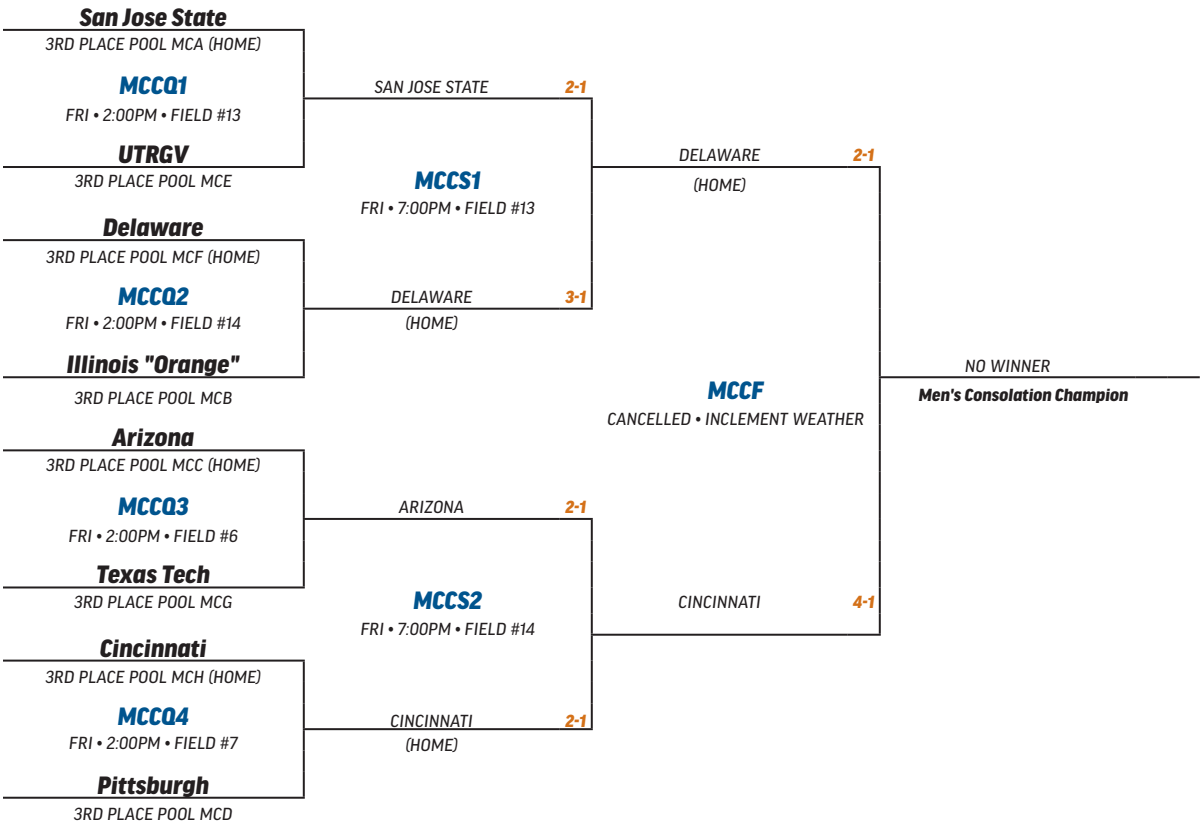 San Jose State
3RD PLACE POOL MCA (HOME)
MCCQ1
FRI • 2:00PM • FIELD #13
UTRGV
3RD PLACE POOL MCE
Delaware
3RD PLACE POOL MCF (HOME)
MCCQ2
FRI • 2:00PM • FIELD #14
Illinois "Orange"
3RD PLACE POOL MCB
Arizona
3RD PLACE POOL MCC (HOME)
MCCQ3
FRI • 2:00PM • FIELD #6
Texas Tech
3RD PLACE POOL MCG
Cincinnati
3RD PLACE POOL MCH (HOME)
MCCQ4
FRI • 2:00PM • FIELD #7
Pittsburgh
3RD PLACE POOL MCD
SAN JOSE STATE 2-1
MCCS1
FRI • 7:00PM • FIELD #13
DELAWARE 3-1
(HOME)
ARIZONA 2-1
MCCS2
FRI • 7:00PM • FIELD #14
CINCINNATI 2-1
(HOME)
DELAWARE 2-1
(HOME)
MCCF
CANCELLED • INCLEMENT WEATHER
CINCINNATI 4-1
NO WINNER
Men's Consolation Champion